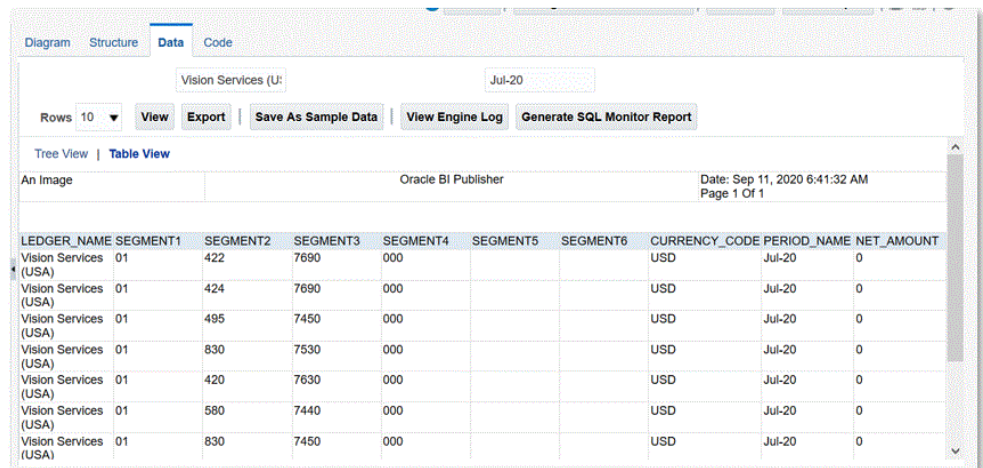 Diagram Structure Data Code
Vision Services (U: Jul-20
Rows 10 View Export | Save As Sample Data | View Engine Log Generate SQL Monitor Report
Tree View | Table View
An Image Oracle BI Publisher Date: Sep 11, 2020 6:41:32 AM
Page 1 Of 1
LEDGER_NAME SEGMENT1 SEGMENT2 SEGMENT3 SEGMENT4 SEGMENT5 SEGMENT6 CURRENCY_CODE PERIOD_NAME NET_AMOUNT
Vision Services 01 422 7690 000 USD Jul-20 0
(USA)
Vision Services 01 424 7690 000 USD Jul-20 0
(USA)
Vision Services 01 495 7450 000 USD Jul-20 0
(USA)
Vision Services 01 830 7530 000 USD Jul-20 0
(USA)
Vision Services 01 420 7630 000 USD Jul-20 0
(USA)
Vision Services 01 580 7440 000 USD Jul-20 0
(USA)
Vision Services 01 830 7450 000 USD Jul-20 0
(USA)